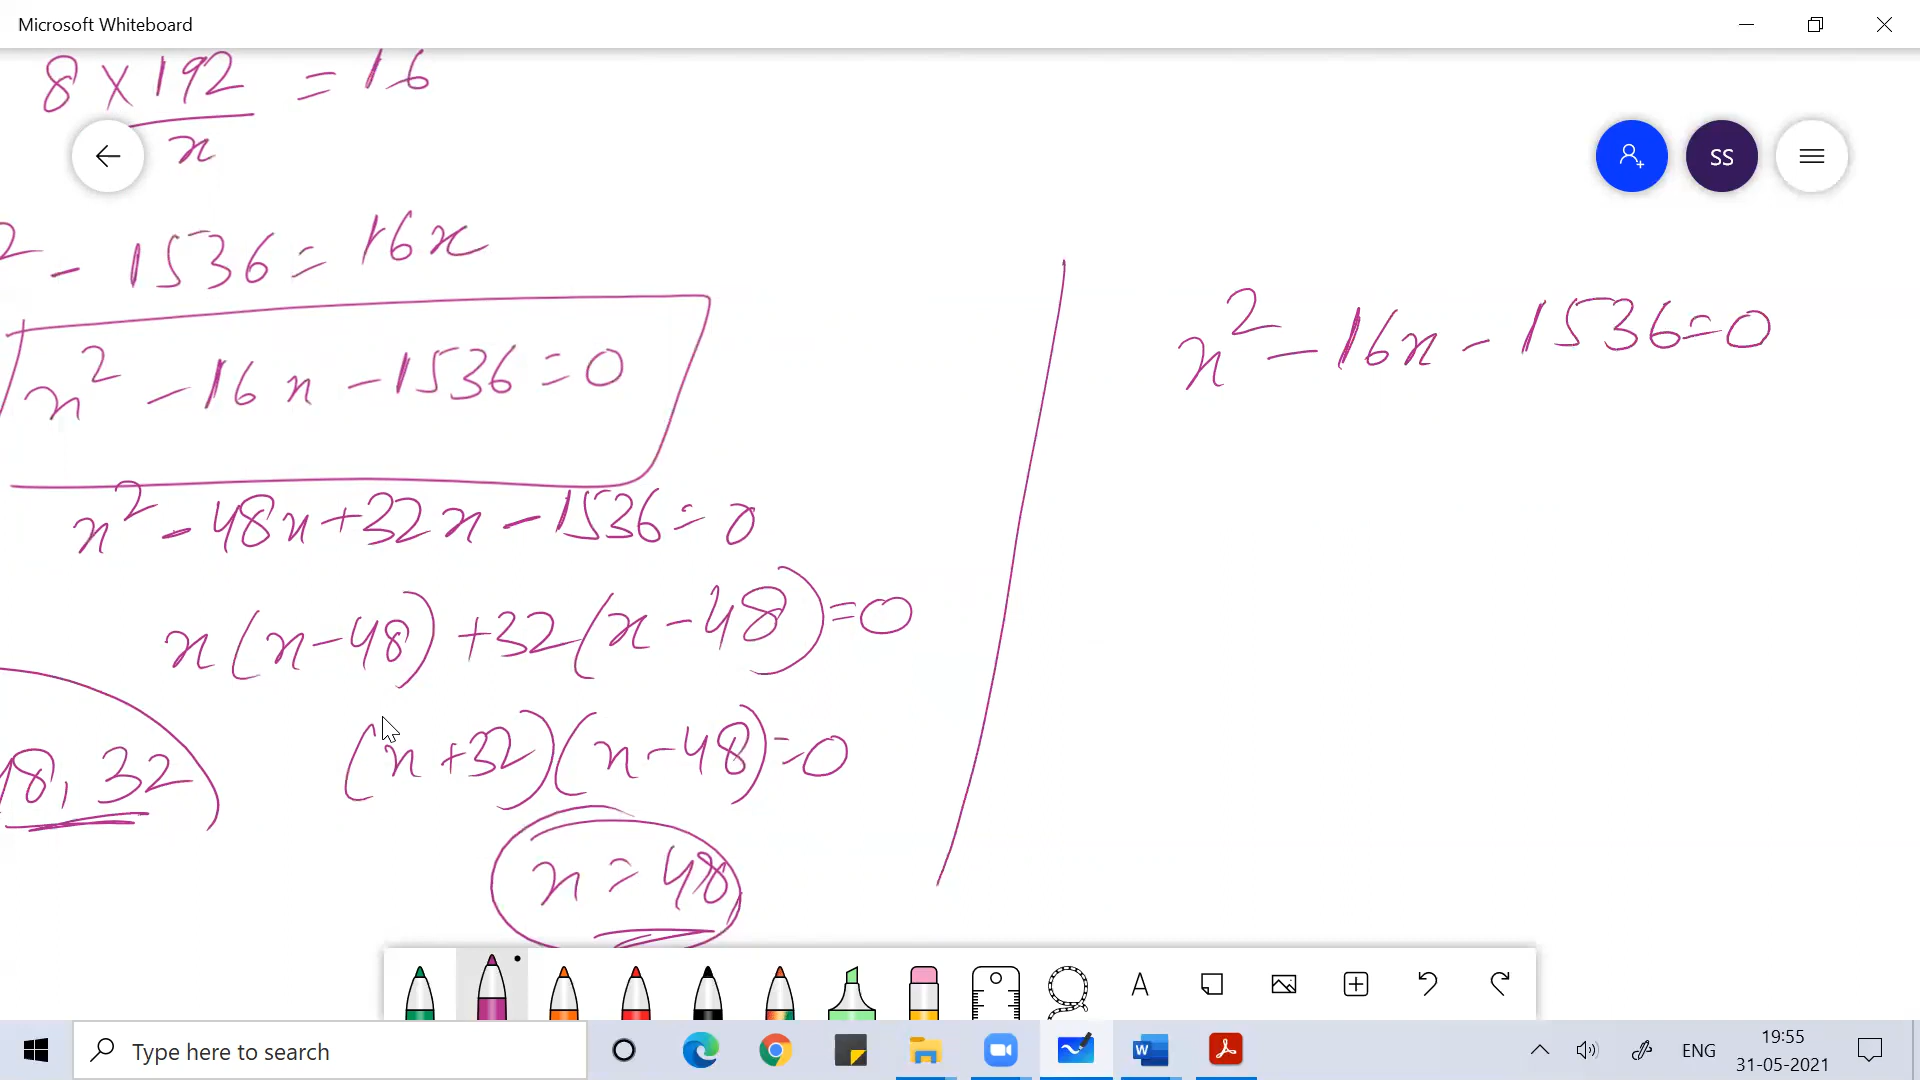 Microsoft Whiteboard
8 × 192 / x = 16
SS
² - 1536 = 16x
x² - 16x - 1536 = 0
x² - 48x + 32x - 1536 = 0
x(x - 48) + 32(x - 48) = 0
(x + 32)(x - 48) = 0
48, 32
x = 48
x² - 16x - 1536 = 0
A
Type here to search
ENG
19:55
31-05-2021